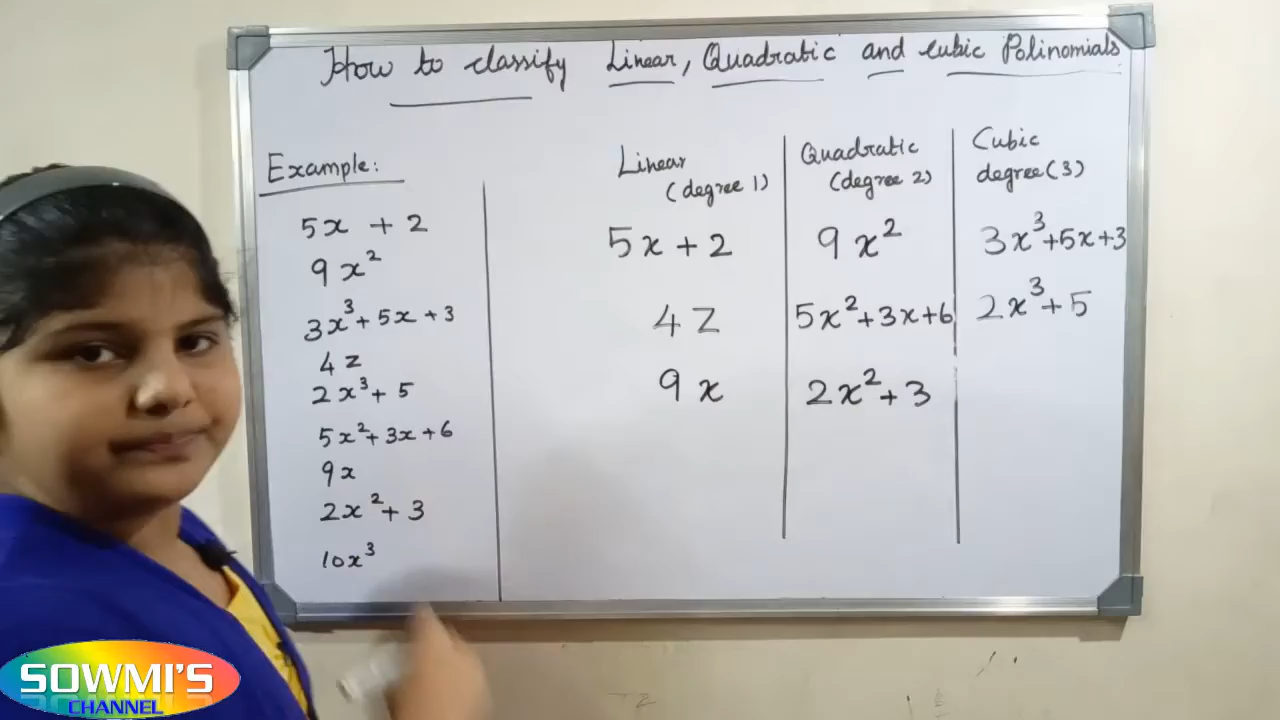 How to classify Linear, Quadratic and cubic Polinomials
Example:
5x + 2
9x²
3x³+5x+3
4z
2x³+5
5x²+3x+6
9x
2x²+3
10x³
Linear
(degree 1)
5x+2
4z
9x
Quadratic
(degree 2)
9x²
5x²+3x+6
2x²+3
Cubic
degree(3)
3x³+5x+3
2x³+5
SOWMI'S
CHANNEL